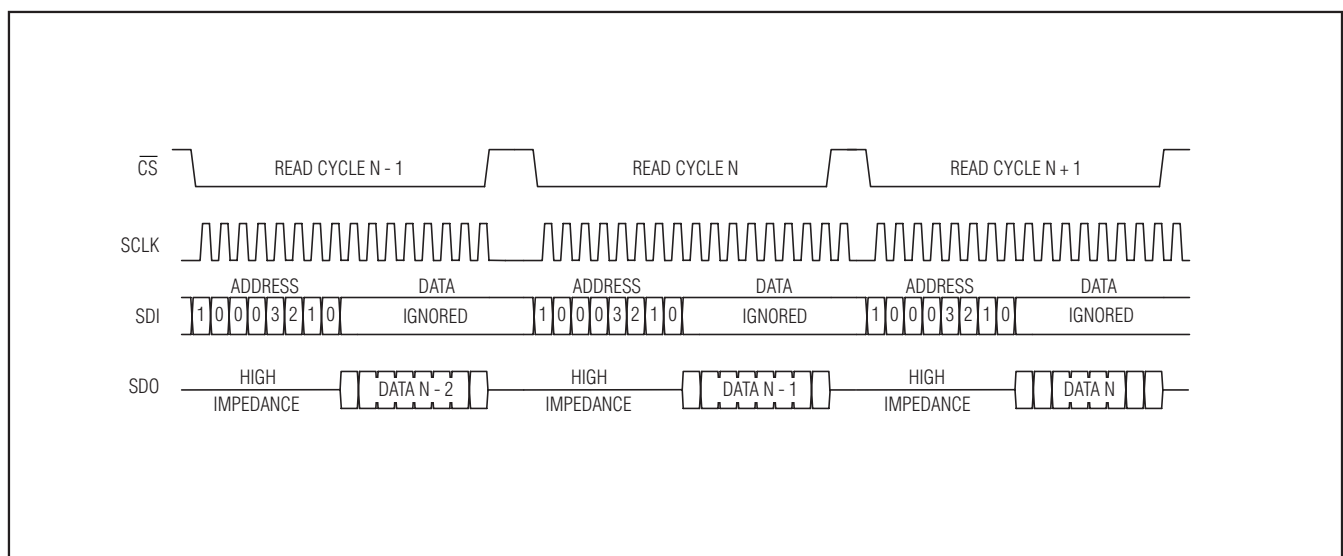 CS READ CYCLE N - 1 READ CYCLE N READ CYCLE N + 1
SCLK
ADDRESS DATA ADDRESS DATA ADDRESS DATA
SDI 1 0 0 0 3 2 1 0 IGNORED 1 0 0 0 3 2 1 0 IGNORED 1 0 0 0 3 2 1 0 IGNORED
SDO HIGH IMPEDANCE DATA N - 2 HIGH IMPEDANCE DATA N - 1 HIGH IMPEDANCE DATA N